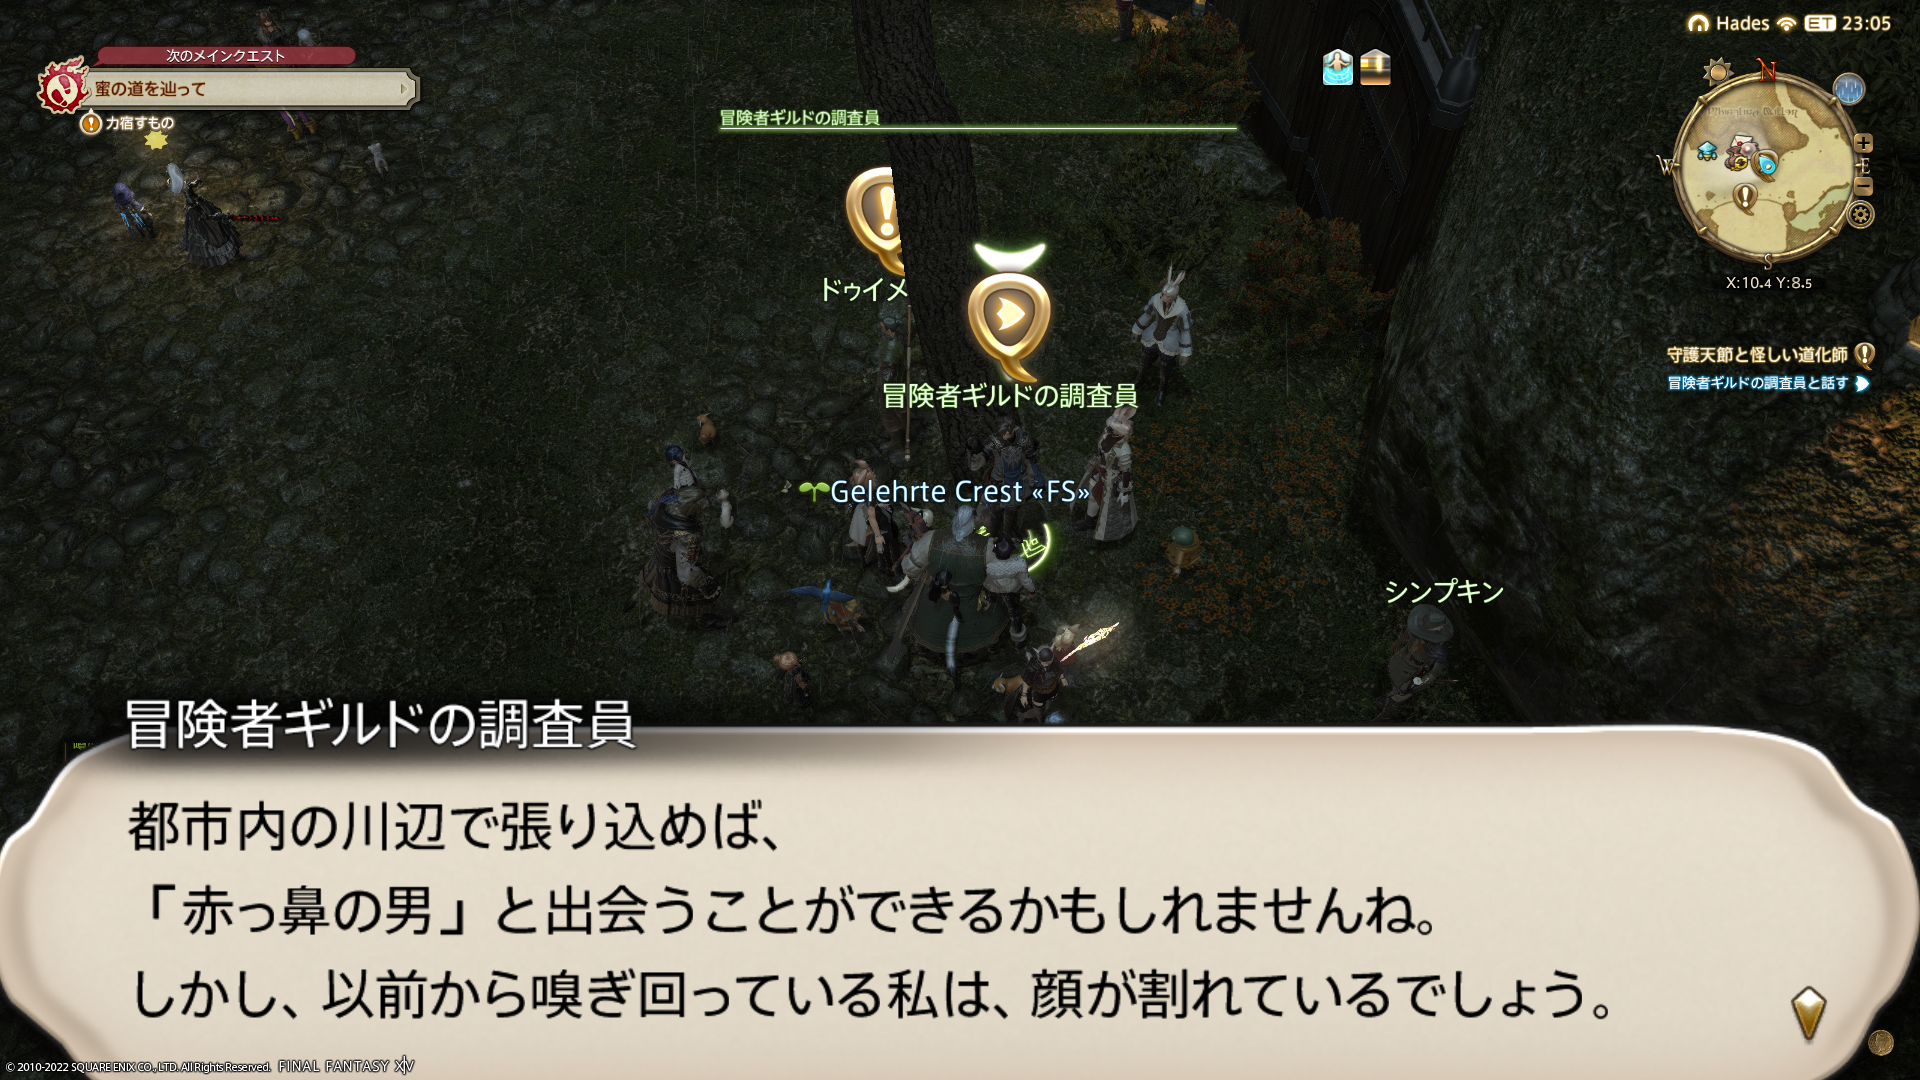 Hades ET 23:05
次のメインクエスト
蜜の道を辿って
力宿すもの
冒険者ギルドの調査員
N
W
E
S
X:10.4 Y:8.5
守護天節と怪しい道化師
冒険者ギルドの調査員と話す
ドゥイメ
冒険者ギルドの調査員
Gelehrte Crest «FS»
シンプキン
冒険者ギルドの調査員
都市内の川辺で張り込めば、
「赤っ鼻の男」と出会うことができるかもしれませんね。
しかし、以前から嗅ぎ回っている私は、顔が割れているでしょう。
© 2010-2022 SQUARE ENIX CO., LTD. All Rights Reserved. FINAL FANTASY XIV